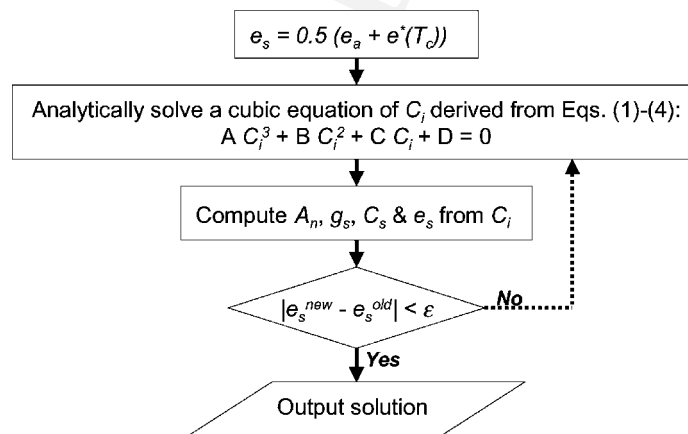 e_s = 0.5 (e_a + e^*(T_c))
Analytically solve a cubic equation of C_i derived from Eqs. (1)-(4):
A C_i^3 + B C_i^2 + C C_i + D = 0
Compute A_n, g_s, C_s & e_s from C_i
|e_s^new - e_s^old| < ε
No
Yes
Output solution